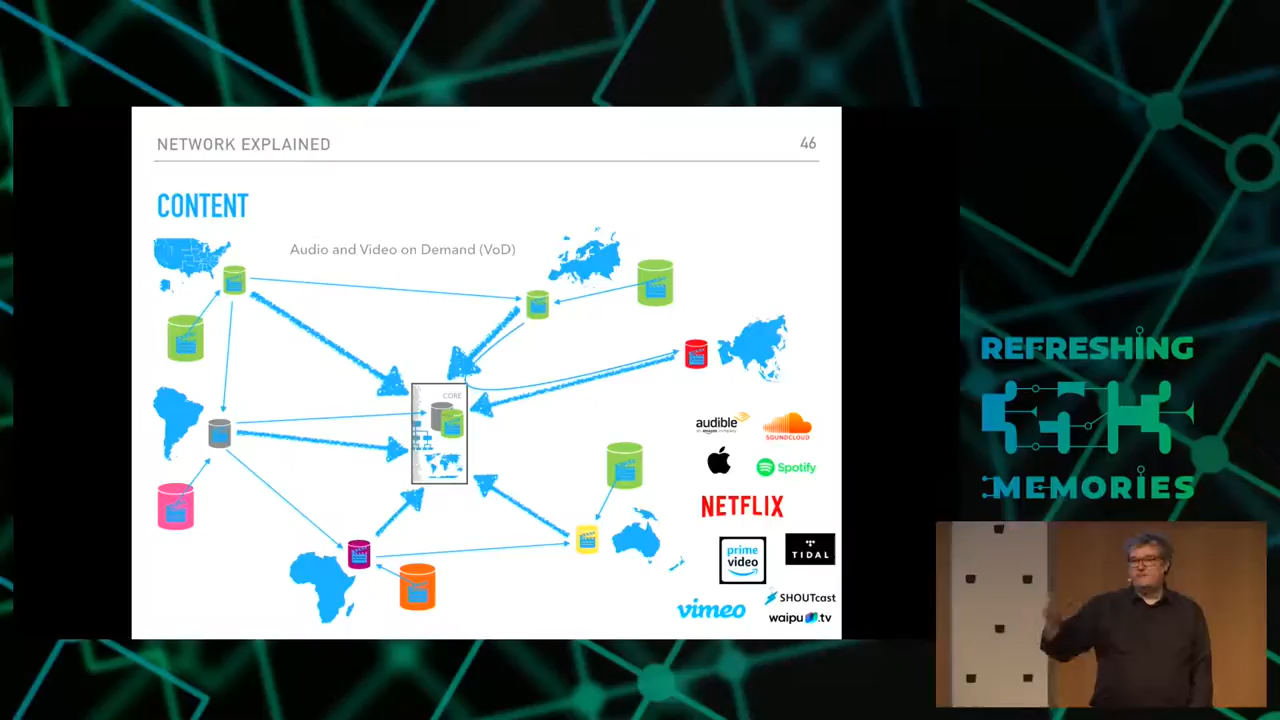 NETWORK EXPLAINED
46
CONTENT
Audio and Video on Demand (VoD)
CORE
audible
SOUNDCLOUD
Spotify
NETFLIX
prime
video
TIDAL
SHOUTcast
vimeo
waipu.tv
REFRESHING
MEMORIES